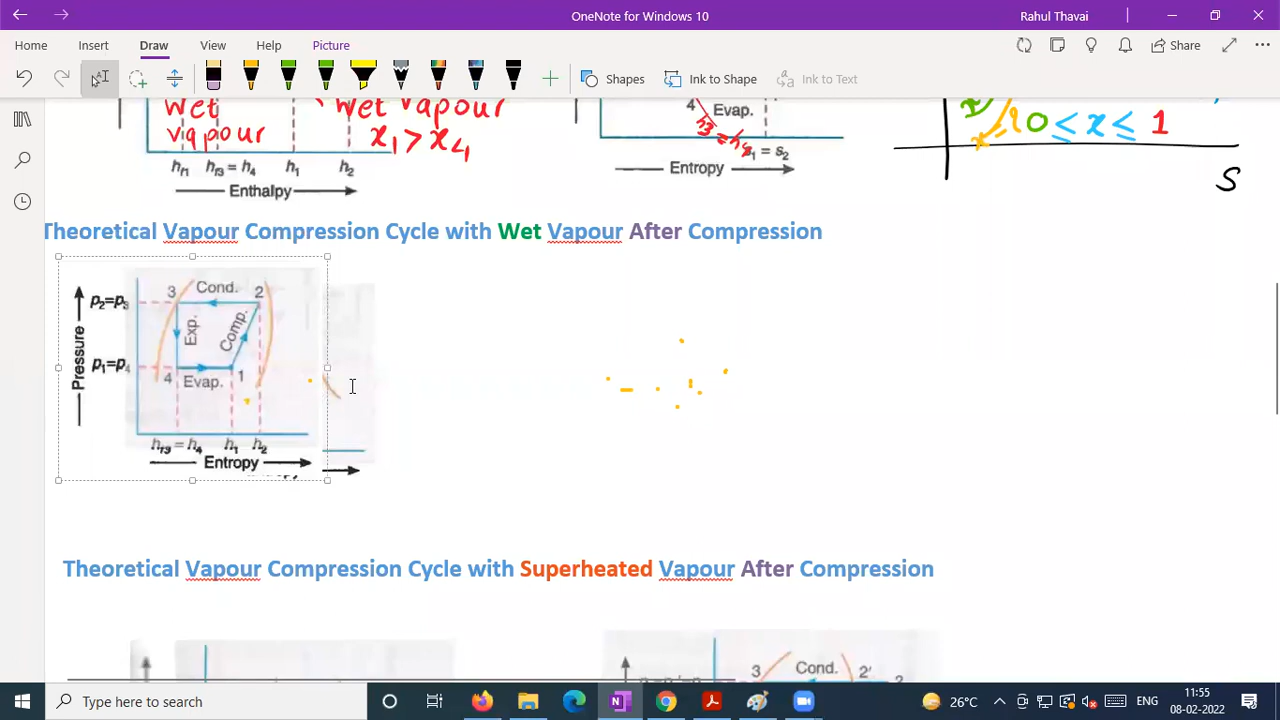 OneNote for Windows 10
Rahul Thavai
Home Insert Draw View Help Picture
Share
Shapes
Ink to Shape
Ink to Text
wet
vapour
wet vapour
x₁ > x₄
4 Evap.
h3 = h4
s₁ = s₂
0 ≤ x ≤ 1
S
hf1 hf3 = h4 h1 h2
Enthalpy
Entropy
Theoretical Vapour Compression Cycle with Wet Vapour After Compression
3 Cond. 2
p₂=p₃
Exp.
Comp.
Pressure
p₁=p₄
4 Evap. 1
hf3 = h4 h1 h2
Entropy
Theoretical Vapour Compression Cycle with Superheated Vapour After Compression
3 Cond. 2′
2
Type here to search
26°C
ENG
11:55
08-02-2022